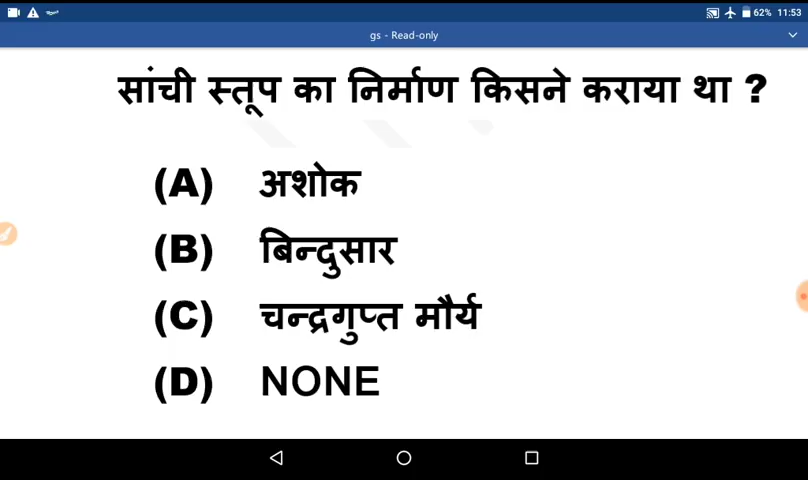 62% 11:53
gs - Read-only
सांची स्तूप का निर्माण किसने कराया था ?
(A) अशोक
(B) बिन्दुसार
(C) चन्द्रगुप्त मौर्य
(D) NONE